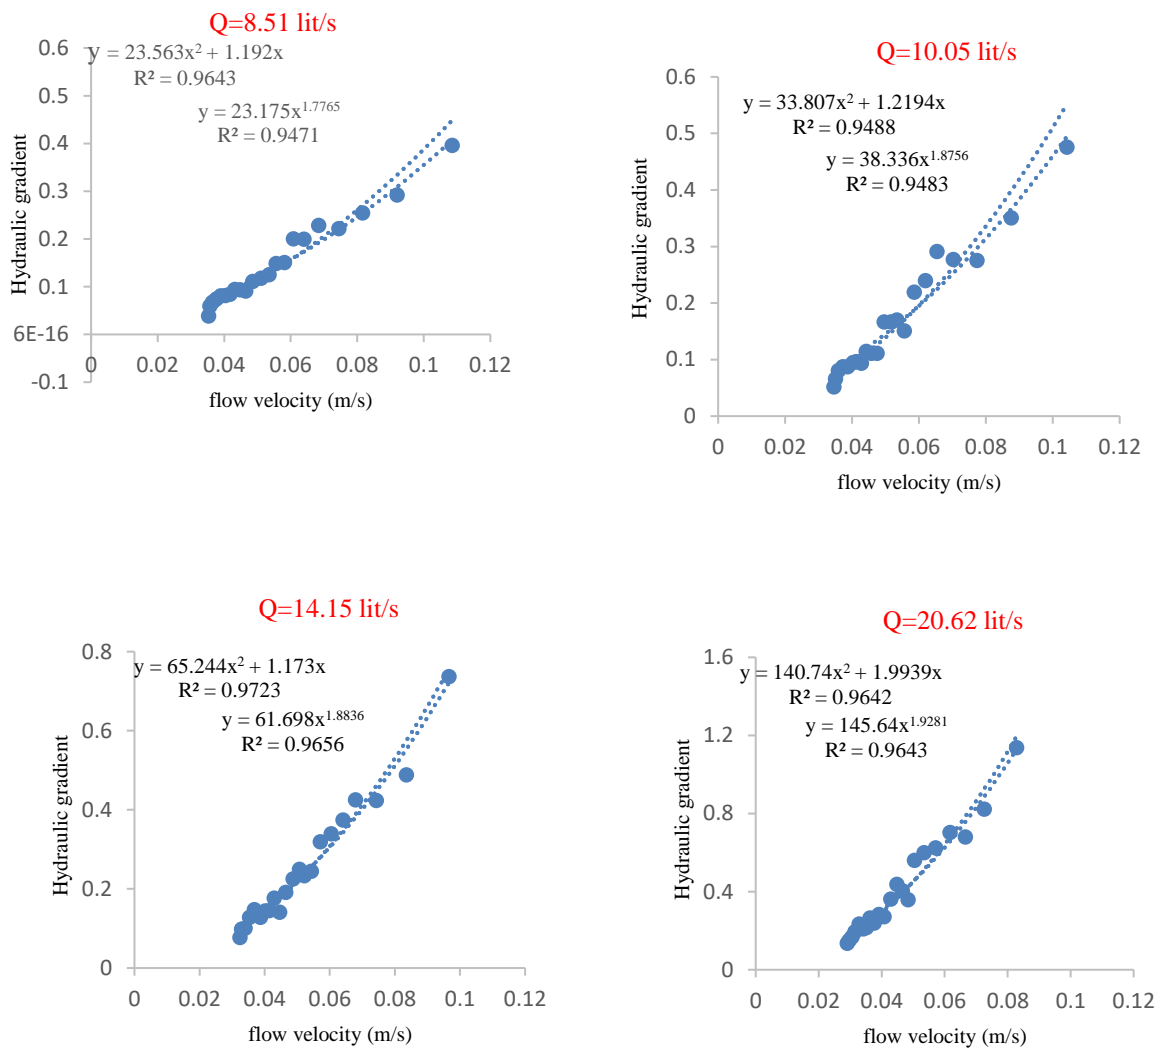 Q=8.51 lit/s
y = 23.563x² + 1.192x
R² = 0.9643
y = 23.175x^1.7765
R² = 0.9471
0.6
0.5
0.4
0.3
0.2
0.1
6E-16
-0.1
0 0.02 0.04 0.06 0.08 0.1 0.12
Hydraulic gradient
flow velocity (m/s)
Q=10.05 lit/s
y = 33.807x² + 1.2194x
R² = 0.9488
y = 38.336x^1.8756
R² = 0.9483
0.6
0.5
0.4
0.3
0.2
0.1
0
0 0.02 0.04 0.06 0.08 0.1 0.12
Hydraulic gradient
flow velocity (m/s)
Q=14.15 lit/s
y = 65.244x² + 1.173x
R² = 0.9723
y = 61.698x^1.8836
R² = 0.9656
0.8
0.6
0.4
0.2
0
0 0.02 0.04 0.06 0.08 0.1 0.12
Hydraulic gradient
flow velocity (m/s)
Q=20.62 lit/s
y = 140.74x² + 1.9939x
R² = 0.9642
y = 145.64x^1.9281
R² = 0.9643
1.6
1.2
0.8
0.4
0
0 0.02 0.04 0.06 0.08 0.1 0.12
Hydraulic gradient
flow velocity (m/s)